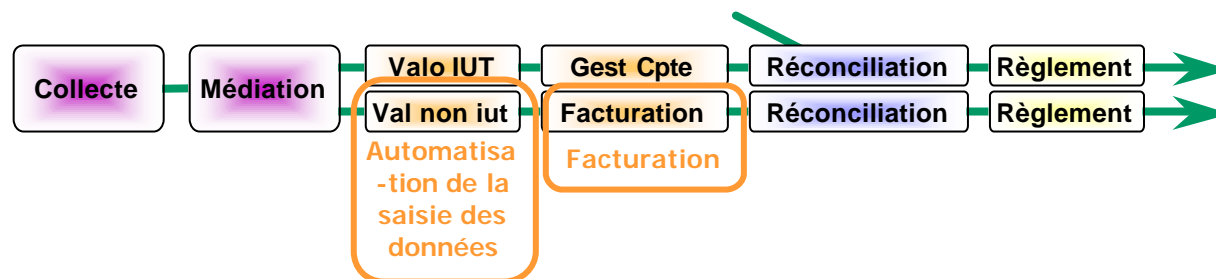 Collecte
Médiation
Valo IUT
Gest Cpte
Réconciliation
Règlement
Val non iut
Facturation
Réconciliation
Règlement
Automatisa
-tion de la
saisie des
données
Facturation